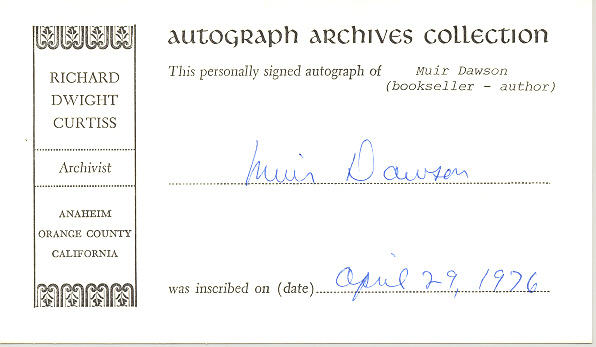 RICHARD
DWIGHT
CURTISS
Archivist
ANAHEIM
ORANGE COUNTY
CALIFORNIA
AUTOGRAPH ARCHIVES COLLECTION
This personally signed autograph of Muir Dawson
(bookseller - author)
Muir Dawson
was inscribed on (date) April 29, 1976